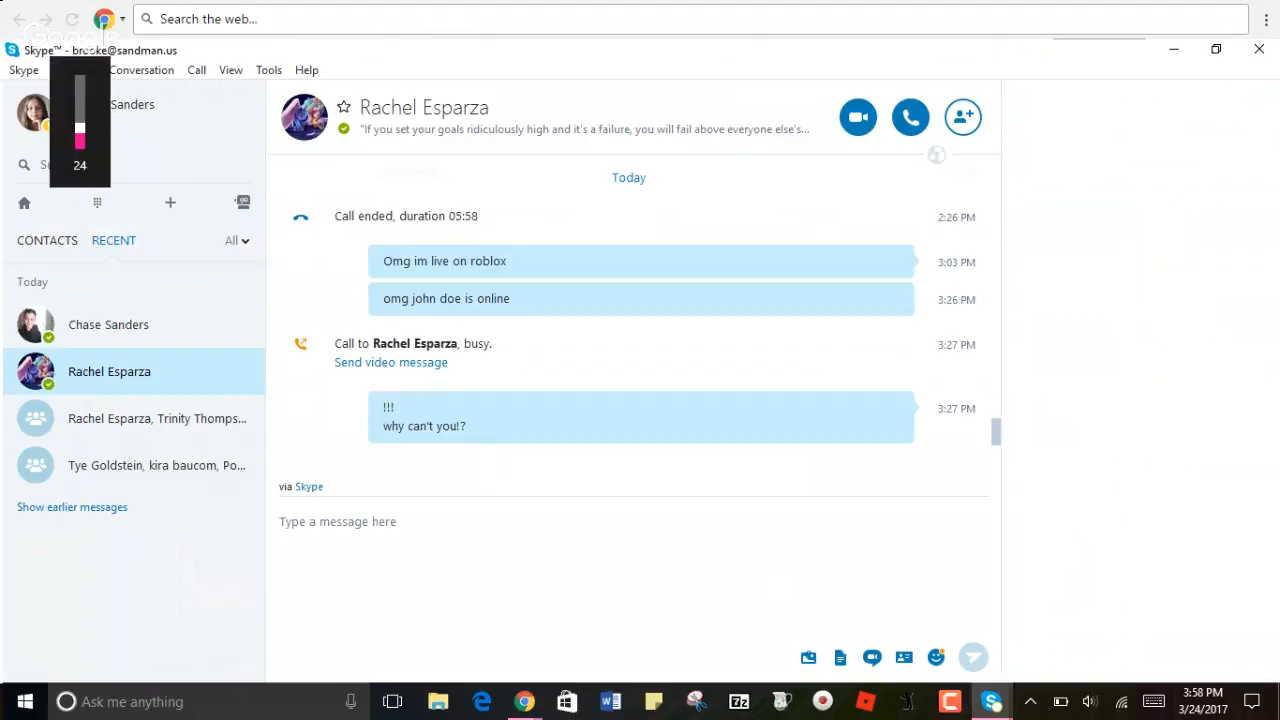 Search the web...
Google
Skype™ - brooke@sandman.us
Skype
Conversation
Call
View
Tools
Help
Sanders
24
CONTACTS
RECENT
All
Today
Chase Sanders
Rachel Esparza
Rachel Esparza, Trinity Thomps...
Tye Goldstein, kira baucom, Po...
Show earlier messages
Rachel Esparza
"If you set your goals ridiculously high and it's a failure, you will fail above everyone else's...
Today
Call ended, duration 05:58
2:26 PM
Omg im live on roblox
3:03 PM
omg john doe is online
3:26 PM
Call to Rachel Esparza, busy.
3:27 PM
Send video message
!!!
3:27 PM
why can't you!?
via Skype
Type a message here
Ask me anything
W
7z
3:58 PM
3/24/2017